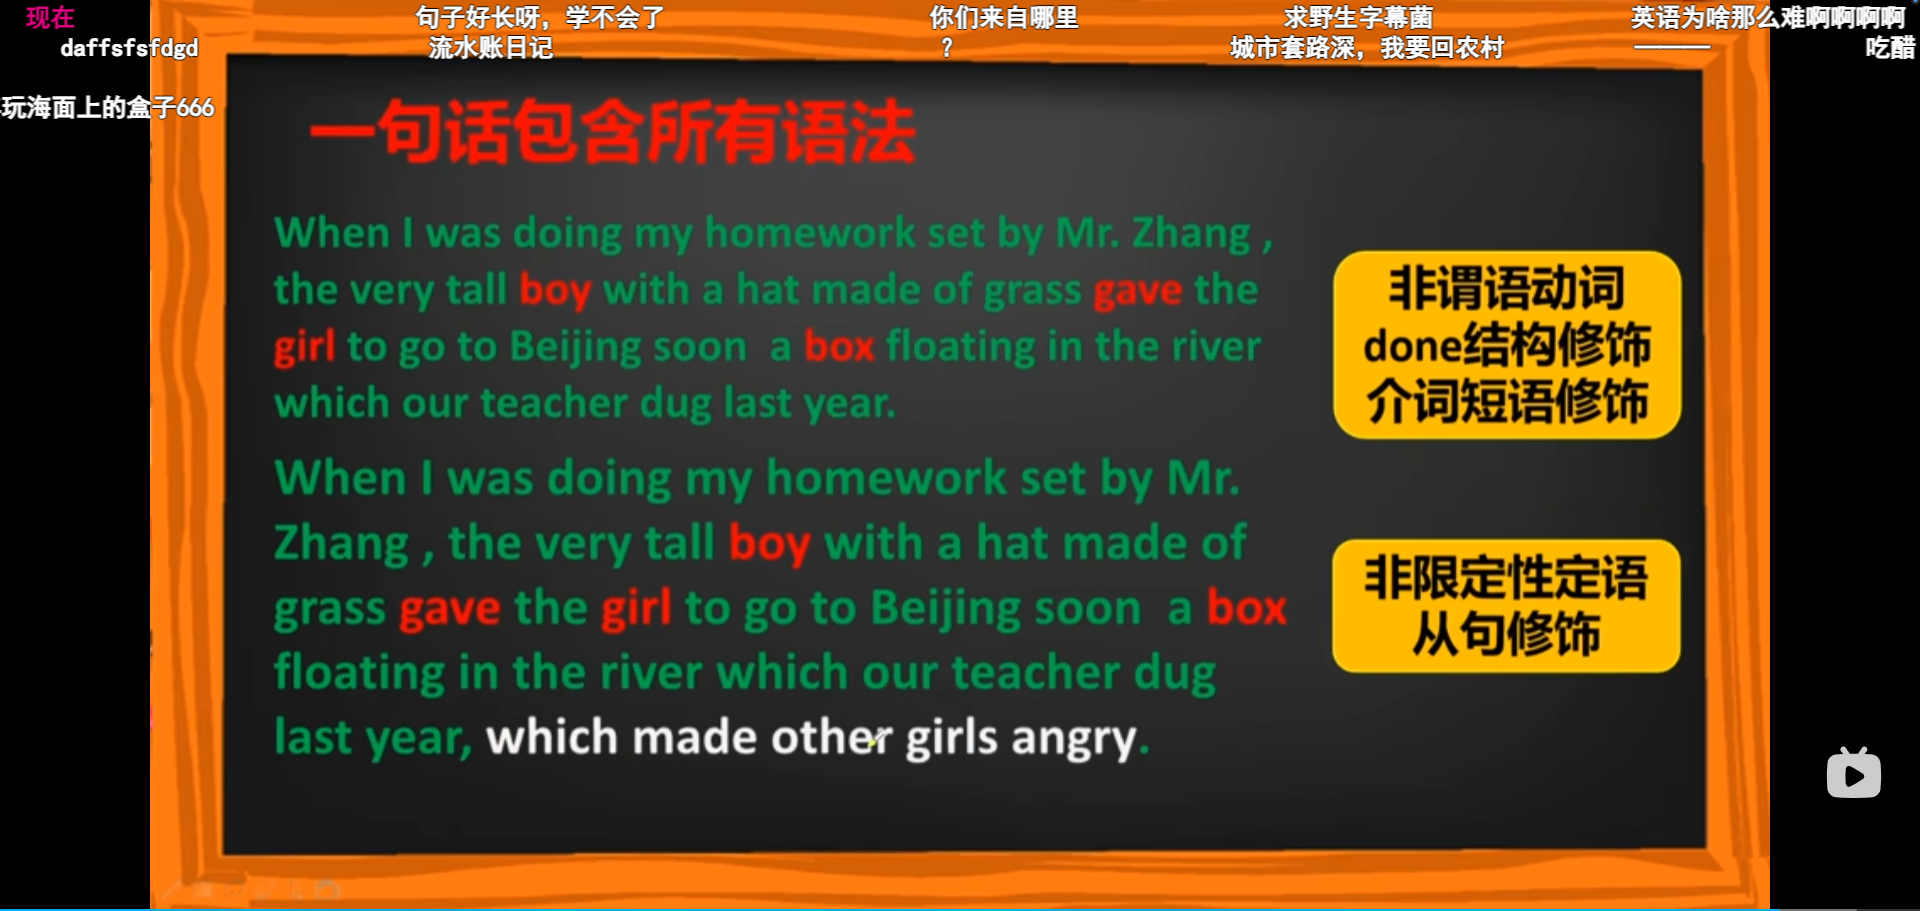 现在
句子好长呀，学不会了
你们来自哪里
求野生字幕菌
英语为啥那么难啊啊啊啊
daffsfsfdgd
流水账日记
？
城市套路深，我要回农村
———
吃醋
玩海面上的盒子666
一句话包含所有语法
When I was doing my homework set by Mr. Zhang ,
the very tall boy with a hat made of grass gave the
girl to go to Beijing soon a box floating in the river
which our teacher dug last year.
非谓语动词
done结构修饰
介词短语修饰
When I was doing my homework set by Mr.
Zhang , the very tall boy with a hat made of
grass gave the girl to go to Beijing soon a box
floating in the river which our teacher dug
last year, which made other girls angry.
非限定性定语
从句修饰